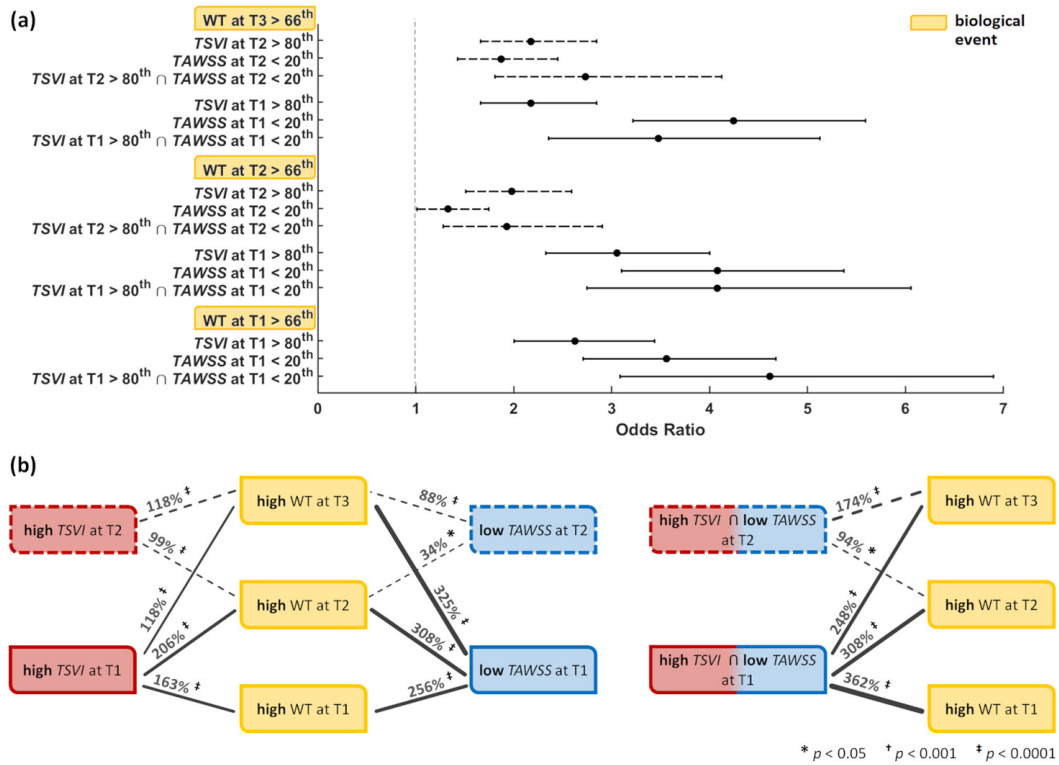 (a)
WT at T3 > 66th
biological
event
TSVI at T2 > 80th
TAWSS at T2 < 20th
TSVI at T2 > 80th ∩ TAWSS at T2 < 20th
TSVI at T1 > 80th
TAWSS at T1 < 20th
TSVI at T1 > 80th ∩ TAWSS at T1 < 20th
WT at T2 > 66th
TSVI at T2 > 80th
TAWSS at T2 < 20th
TSVI at T2 > 80th ∩ TAWSS at T2 < 20th
TSVI at T1 > 80th
TAWSS at T1 < 20th
TSVI at T1 > 80th ∩ TAWSS at T1 < 20th
WT at T1 > 66th
TSVI at T1 > 80th
TAWSS at T1 < 20th
TSVI at T1 > 80th ∩ TAWSS at T1 < 20th
0 1 2 3 4 5 6 7
Odds Ratio
(b)
high TSVI at T2
high TSVI at T1
118% ‡
99% ‡
118% ‡
206% ‡
163% ‡
high WT at T3
high WT at T2
high WT at T1
88% ‡
34% *
325% ‡
308% ‡
256% ‡
low TAWSS at T2
low TAWSS at T1
high TSVI ∩ low TAWSS
at T2
high TSVI ∩ low TAWSS
at T1
174% ‡
94% *
248% ‡
308% ‡
362% ‡
high WT at T3
high WT at T2
high WT at T1
* p < 0.05 † p < 0.001 ‡ p < 0.0001